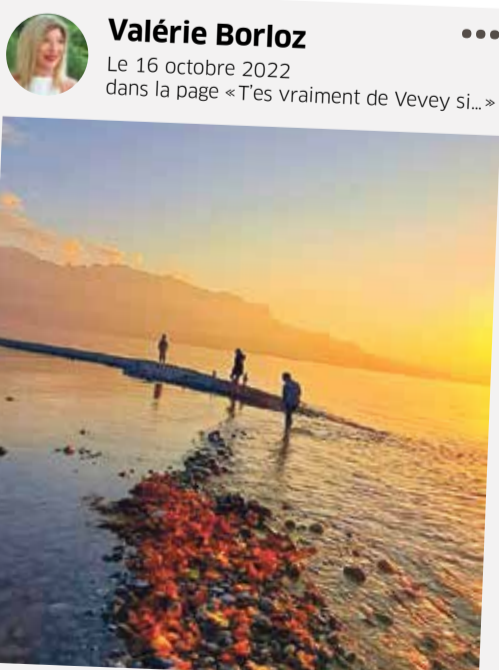 Valérie Borloz
Le 16 octobre 2022
dans la page «T'es vraiment de Vevey si... »